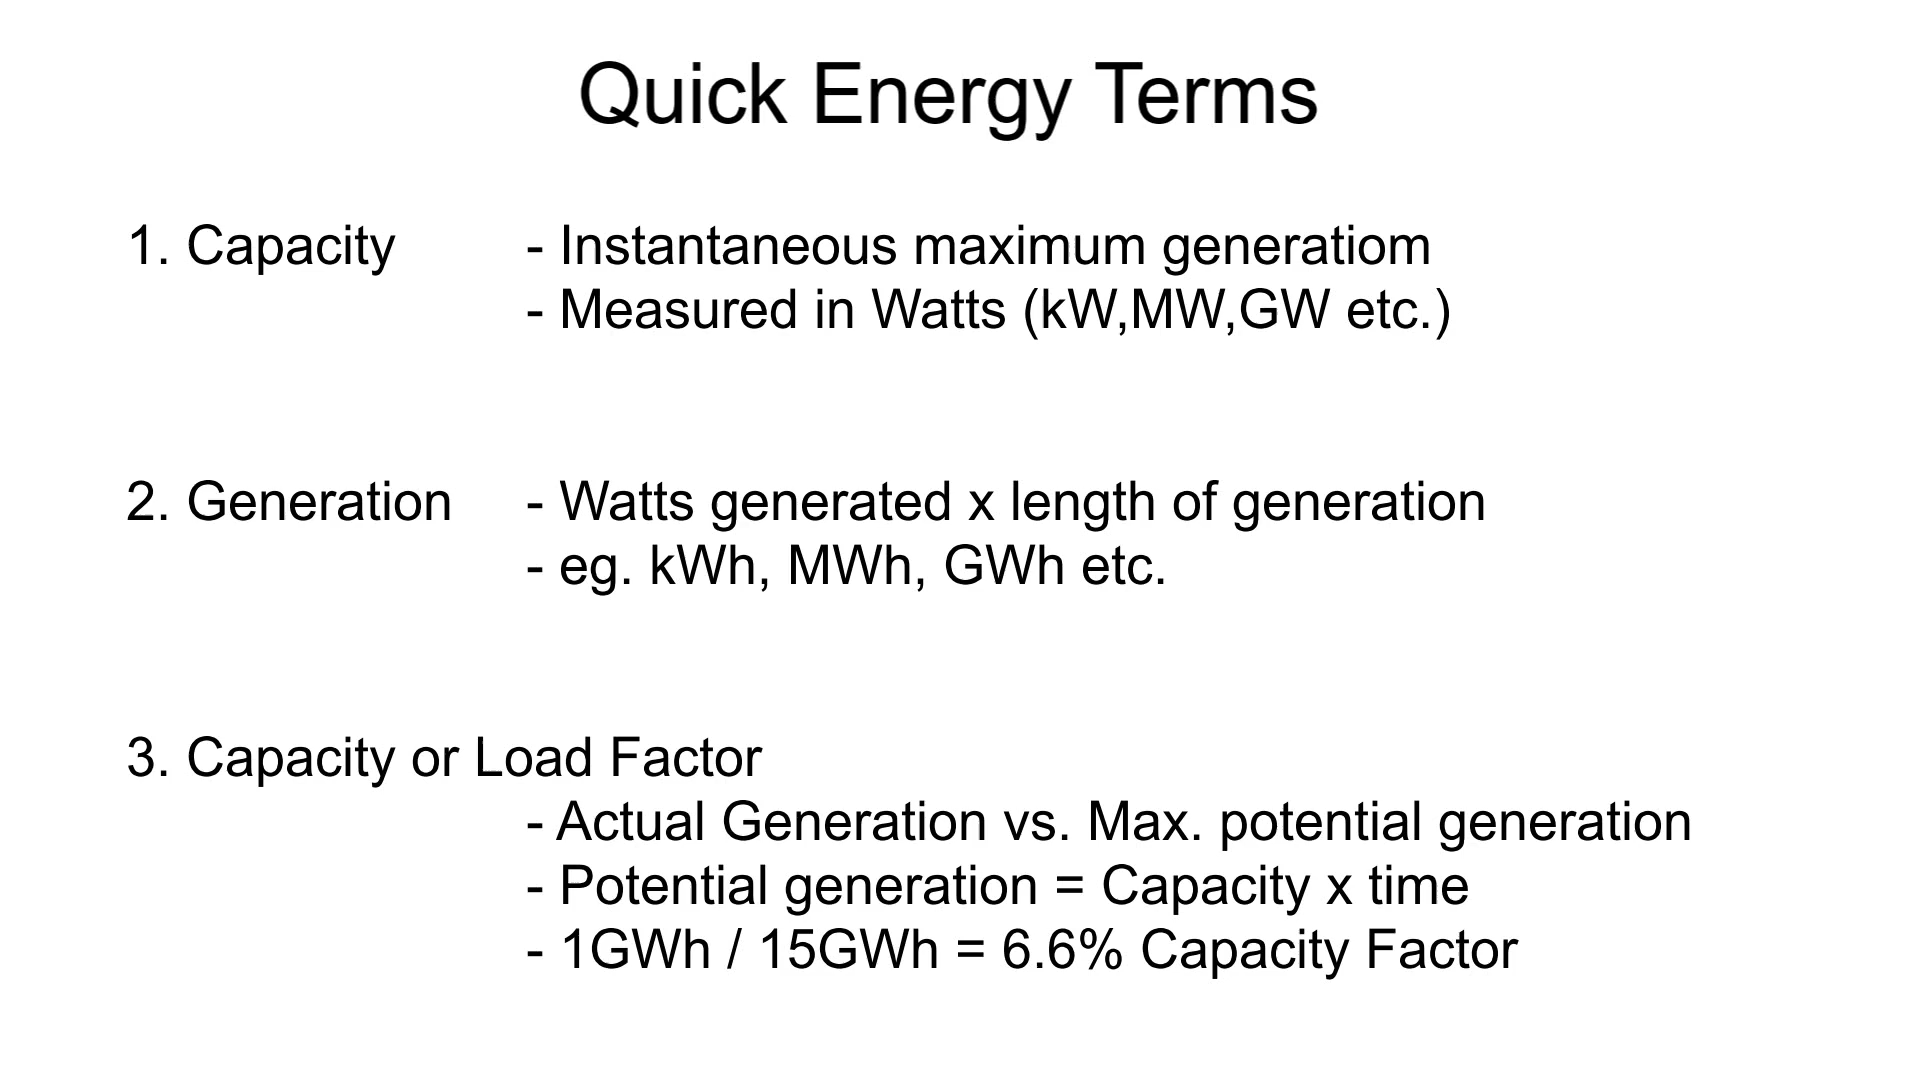 Quick Energy Terms
1. Capacity - Instantaneous maximum generatiom
- Measured in Watts (kW,MW,GW etc.)
2. Generation - Watts generated x length of generation
- eg. kWh, MWh, GWh etc.
3. Capacity or Load Factor
- Actual Generation vs. Max. potential generation
- Potential generation = Capacity x time
- 1GWh / 15GWh = 6.6% Capacity Factor